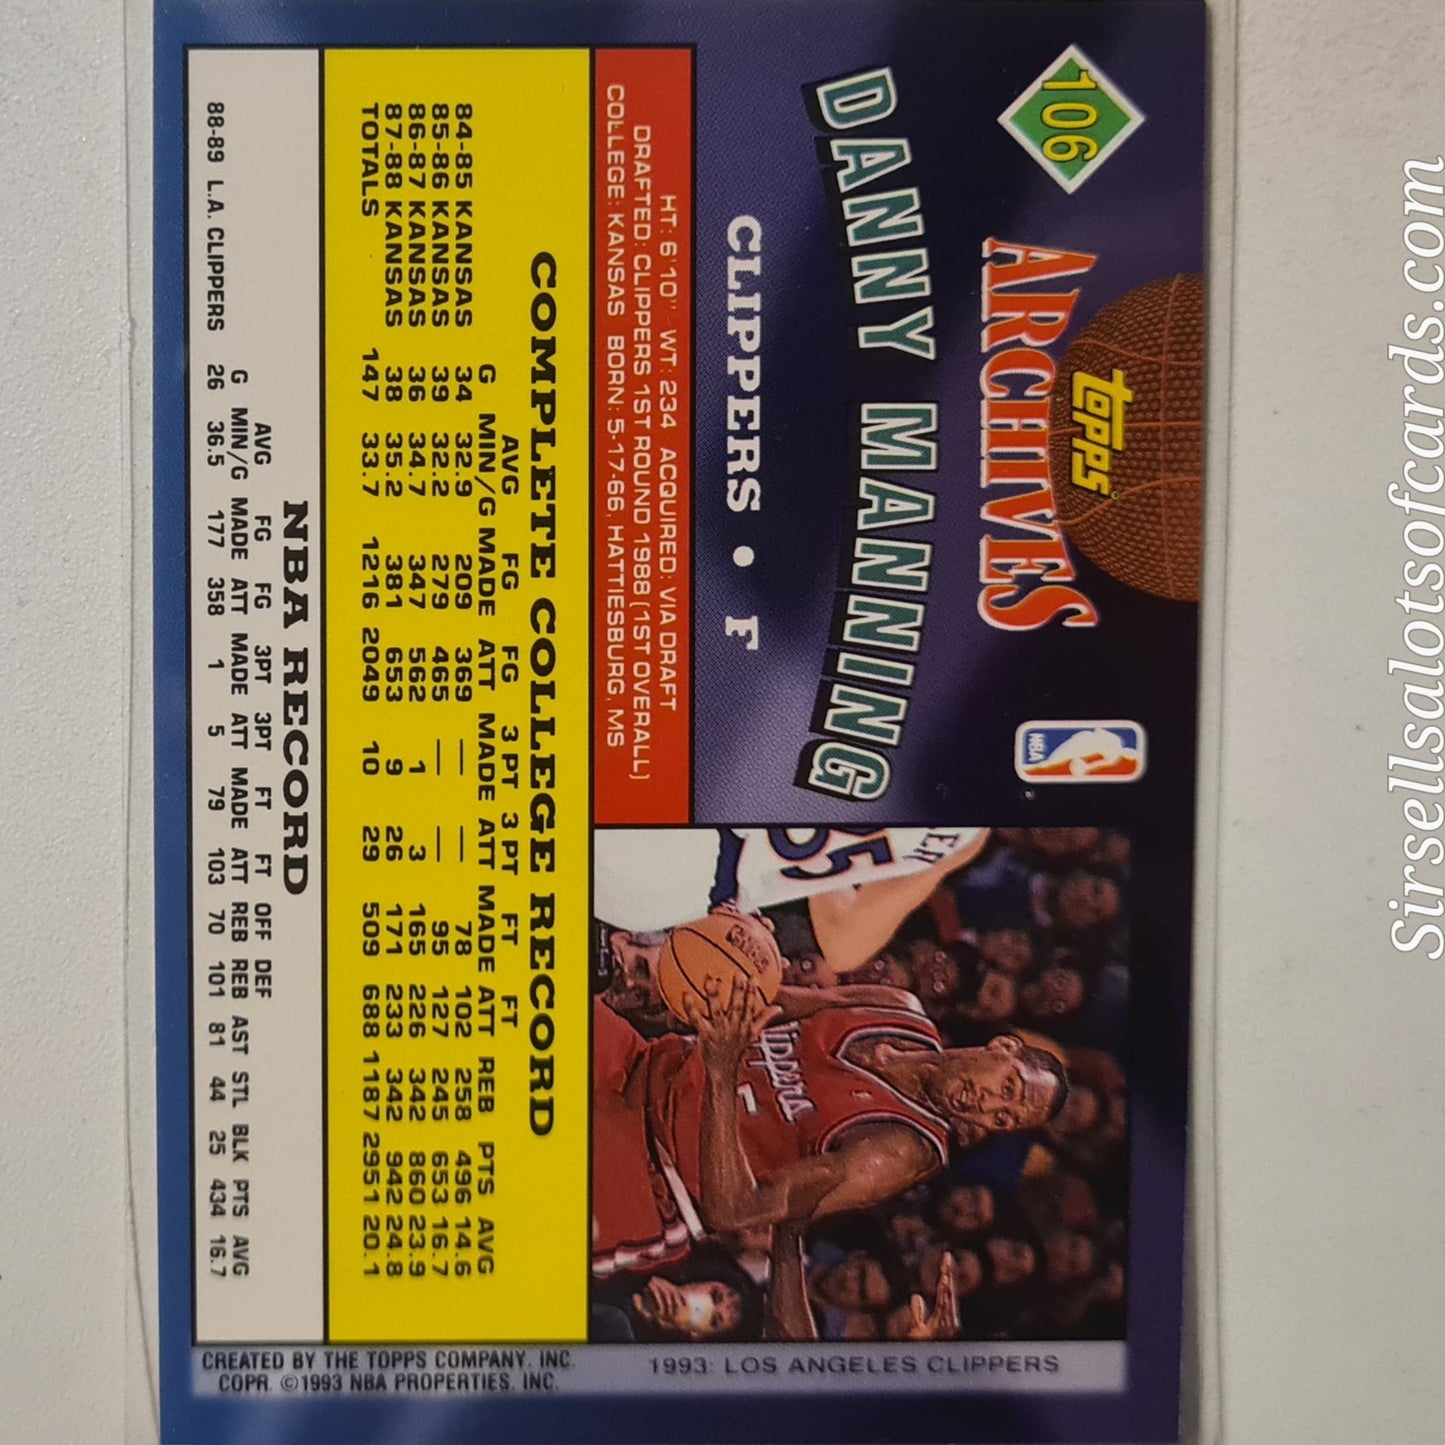 106
topps
ARCHIVES
NBA
DANNY MANNING
CLIPPERS • F
HT: 6'10" WT: 234 ACQUIRED: VIA DRAFT
DRAFTED: CLIPPERS 1ST ROUND 1988 (1ST OVERALL)
COLLEGE: KANSAS BORN: 5-17-66, HATTIESBURG, MS
35
Clippers
COMPLETE COLLEGE RECORD
AVG FG FG 3PT 3PT FT FT
G MIN/G MADE ATT MADE ATT MADE ATT REB PTS AVG
84-85 KANSAS 34 32.9 209 369 — — 78 102 258 496 14.6
85-86 KANSAS 39 32.2 279 465 — — 95 127 245 653 16.7
86-87 KANSAS 36 34.7 347 562 1 3 165 226 342 860 23.9
87-88 KANSAS 38 35.2 381 653 9 26 171 233 342 942 24.8
TOTALS 147 33.7 1216 2049 10 29 509 688 1187 2951 20.1
NBA RECORD
AVG FG FG 3PT 3PT FT FT OFF DEF
G MIN/G MADE ATT MADE ATT MADE ATT REB REB AST STL BLK PTS AVG
88-89 L.A. CLIPPERS 26 36.5 177 358 1 5 79 103 70 101 81 44 25 434 16.7
1993: LOS ANGELES CLIPPERS
CREATED BY THE TOPPS COMPANY, INC.
COPR. ©1993 NBA PROPERTIES, INC.
Sirsellsalotsofcards.com